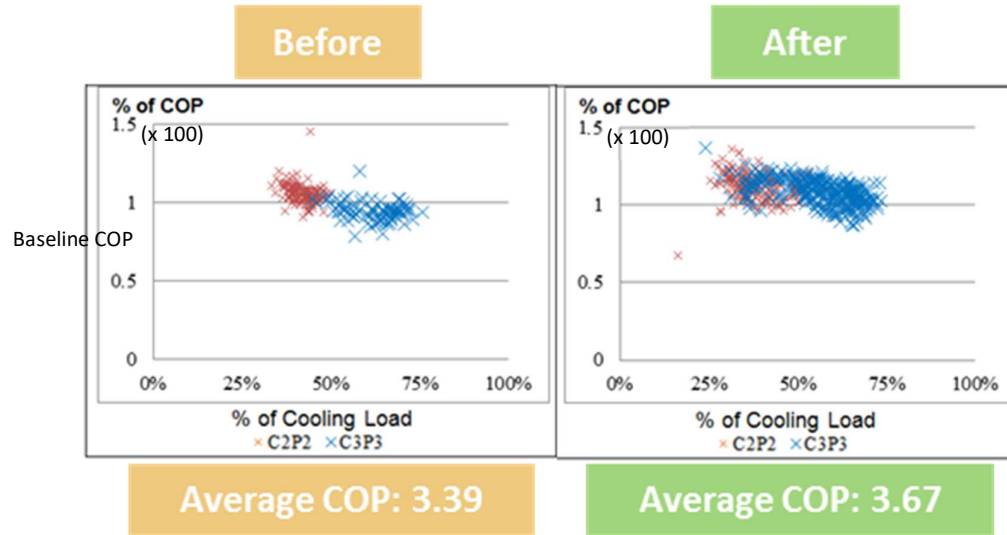 Before
After
% of COP
(x 100)
1.5
1
Baseline COP
0.5
0
0% 25% 50% 75% 100%
% of Cooling Load
× C2P2 × C3P3
% of COP
(x 100)
1.5
1
0.5
0
0% 25% 50% 75% 100%
% of Cooling Load
× C2P2 × C3P3
Average COP: 3.39
Average COP: 3.67